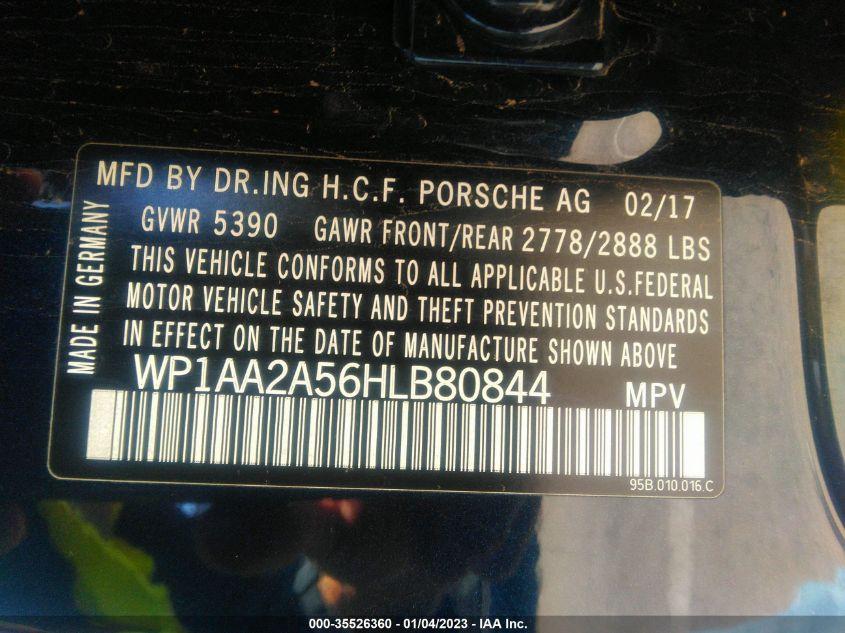 MFD BY DR.ING H.C.F. PORSCHE AG 02/17
GVWR 5390 GAWR FRONT/REAR 2778/2888 LBS
THIS VEHICLE CONFORMS TO ALL APPLICABLE U.S.FEDERAL
MOTOR VEHICLE SAFETY AND THEFT PREVENTION STANDARDS
IN EFFECT ON THE DATE OF MANUFACTURE SHOWN ABOVE
MADE IN GERMANY
WP1AA2A56HLB80844 MPV
95B.010.016.C
000-35526360 - 01/04/2023 - IAA Inc.